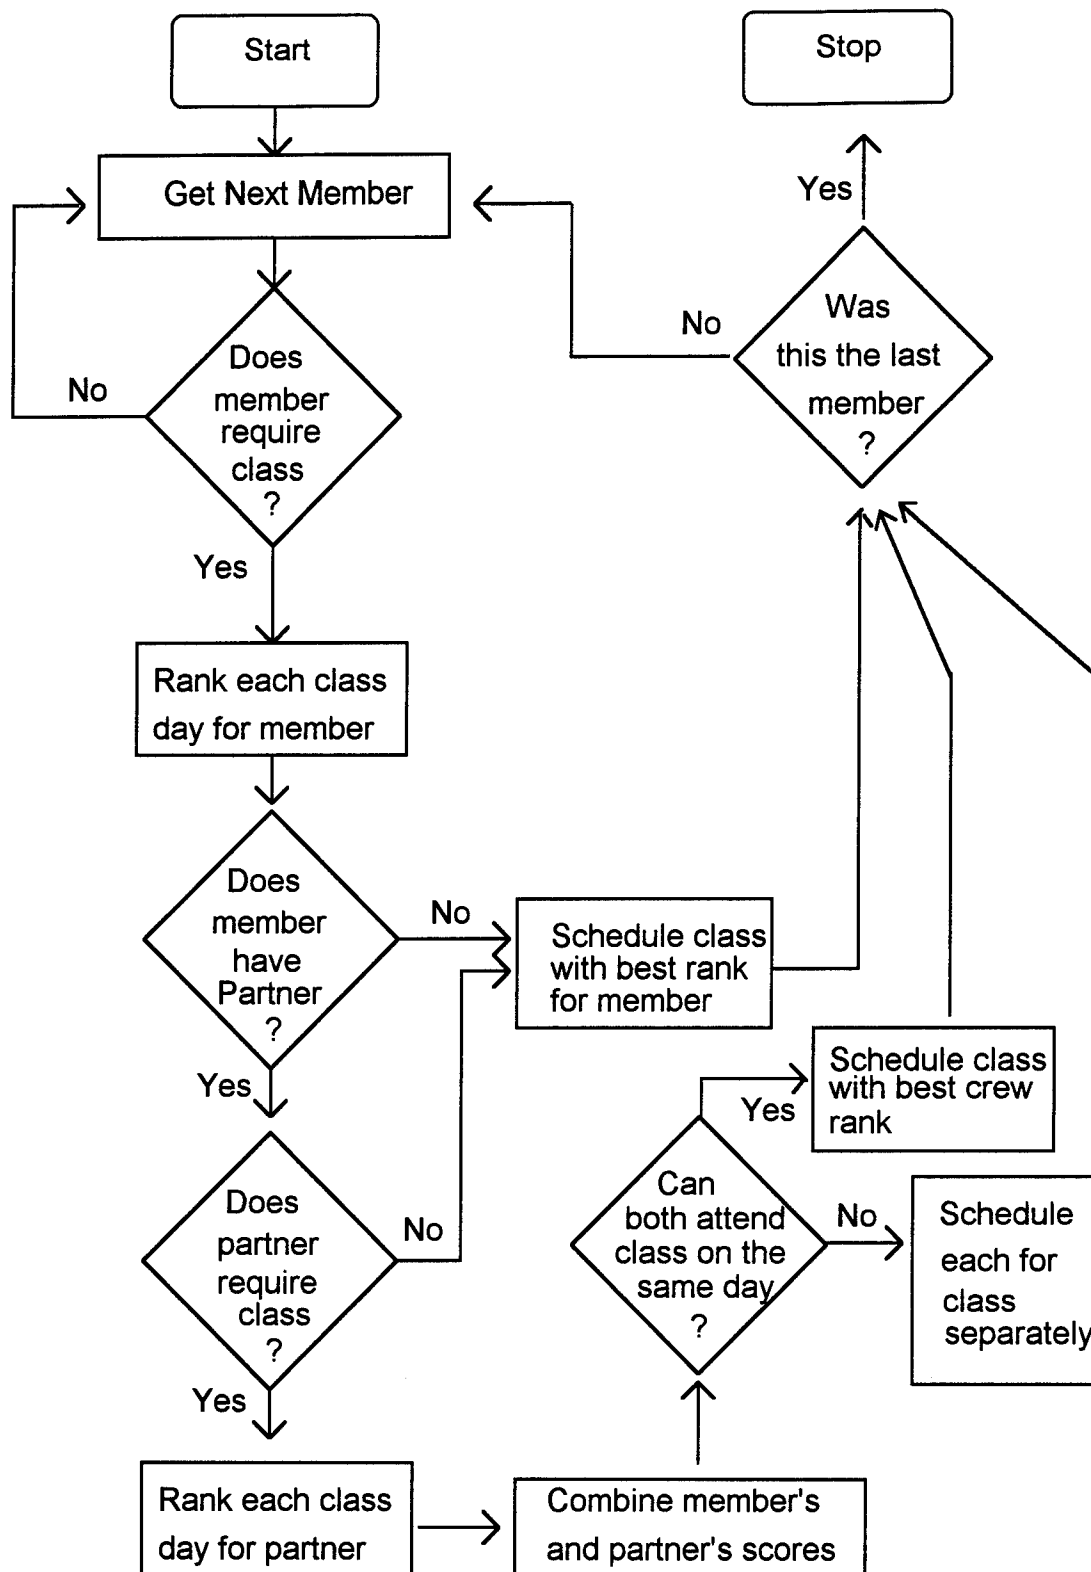 Start
Stop
Get Next Member
Yes
Does
member
require
class
?
No
Was
this the last
member
?
No
Yes
Rank each class
day for member
Does
member
have
Partner
?
No
Schedule class
with best rank
for member
Yes
Schedule class
with best crew
rank
Does
partner
require
class
?
No
Can
both attend
class on the
same day
?
Yes
No
Schedule
each for
class
separately
Yes
Rank each class
day for partner
Combine member's
and partner's scores